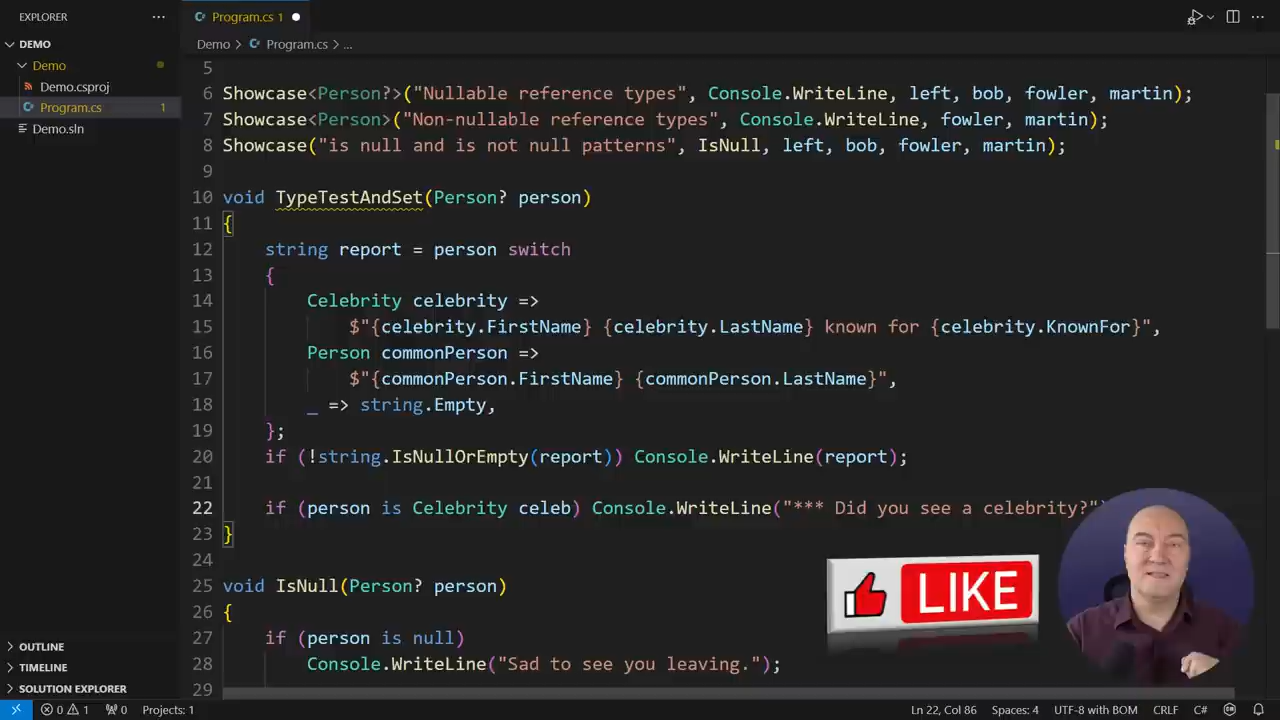 EXPLORER
Program.cs 1
DEMO
Demo
Demo.csproj
Program.cs 1
Demo.sln
Demo > Program.cs > ...
5
6 Showcase<Person?>("Nullable reference types", Console.WriteLine, left, bob, fowler, martin);
7 Showcase<Person>("Non-nullable reference types", Console.WriteLine, fowler, martin);
8 Showcase("is null and is not null patterns", IsNull, left, bob, fowler, martin);
9
10 void TypeTestAndSet(Person? person)
11 {
12 string report = person switch
13 {
14 Celebrity celebrity =>
15 $"{celebrity.FirstName} {celebrity.LastName} known for {celebrity.KnownFor}",
16 Person commonPerson =>
17 $"{commonPerson.FirstName} {commonPerson.LastName}",
18 _ => string.Empty,
19 };
20 if (!string.IsNullOrEmpty(report)) Console.WriteLine(report);
21
22 if (person is Celebrity celeb) Console.WriteLine("*** Did you see a celebrity?")
23 }
24
25 void IsNull(Person? person)
26 {
27 if (person is null)
28 Console.WriteLine("Sad to see you leaving.");
29
LIKE
OUTLINE
TIMELINE
SOLUTION EXPLORER
0 1 0 Projects: 1
Ln 22, Col 86 Spaces: 4 UTF-8 with BOM CRLF C#